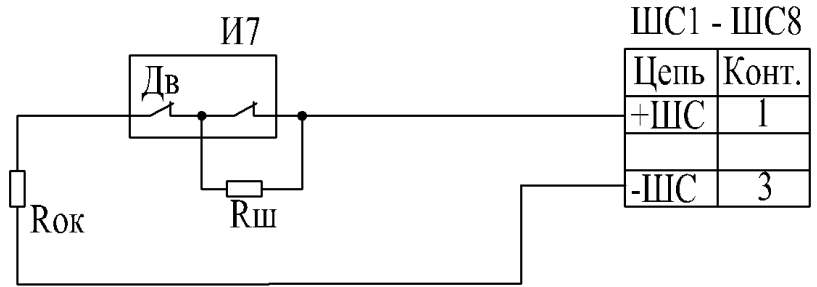 ШС1 - ШС8
И7
Цепь Конт.
Дв
+ШС 1
-ШС 3
Rок
Rш